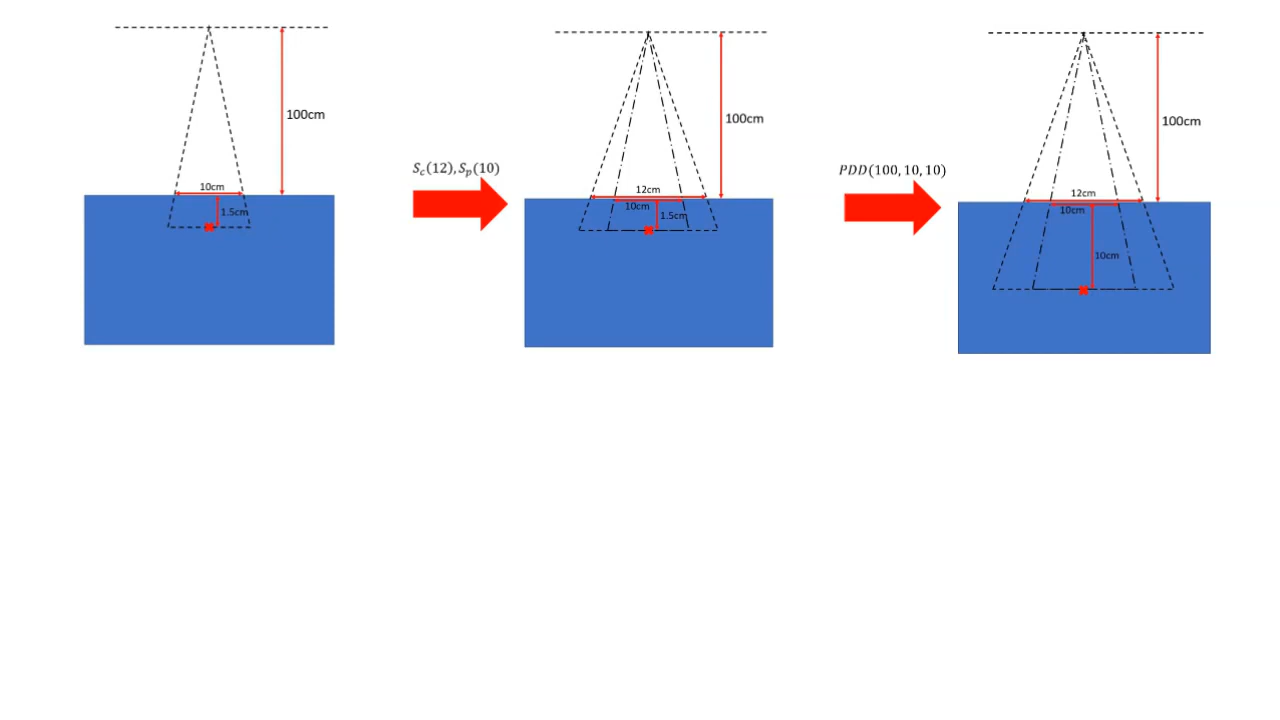 100cm
10cm
1.5cm
S_c(12), S_p(10)
100cm
12cm
10cm
1.5cm
PDD(100, 10, 10)
100cm
12cm
10cm
10cm